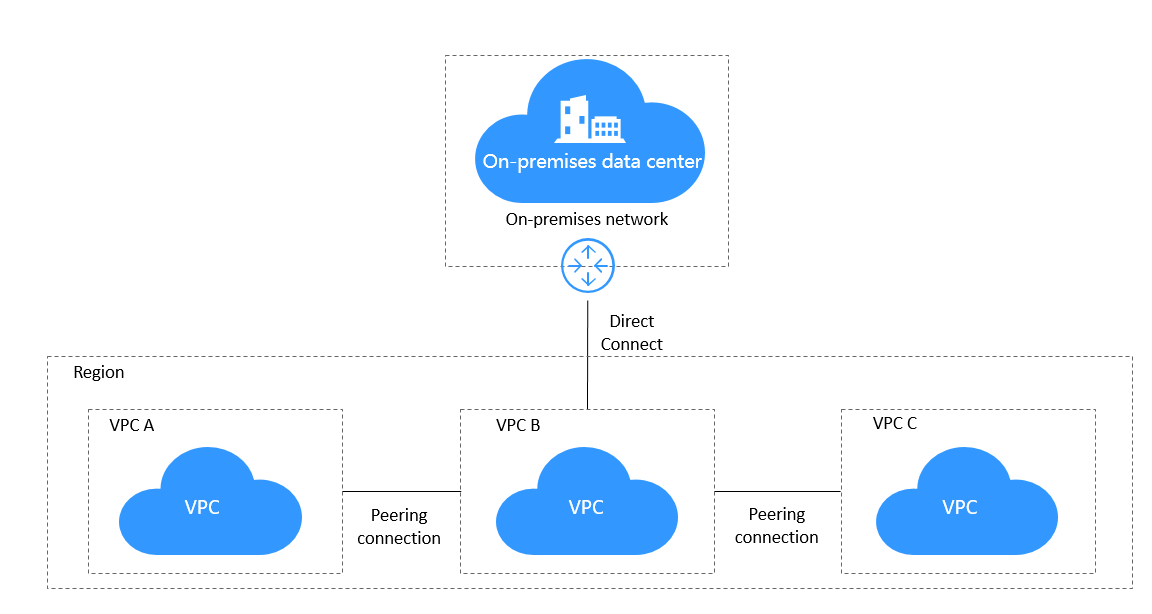 On-premises data center
On-premises network
Direct
Connect
Region
VPC A
VPC B
VPC C
VPC
VPC
VPC
Peering
connection
Peering
connection